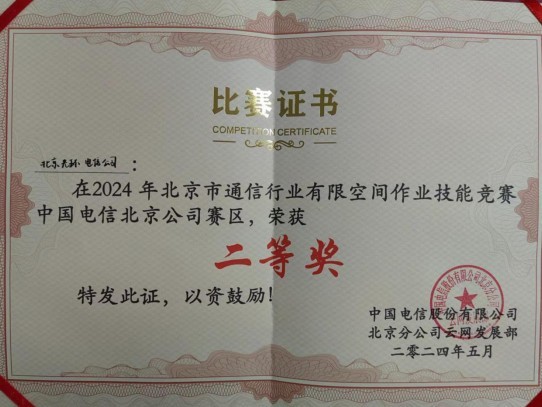 比赛证书
COMPETITION CERTIFICATE
电信公司:
在2024年北京市通信行业有限空间作业技能竞赛
中国电信北京公司赛区，荣获
二等奖
特发此证，以资鼓励!
中国电信股份有限公司
北京分公司云网发展部
二零二四年五月